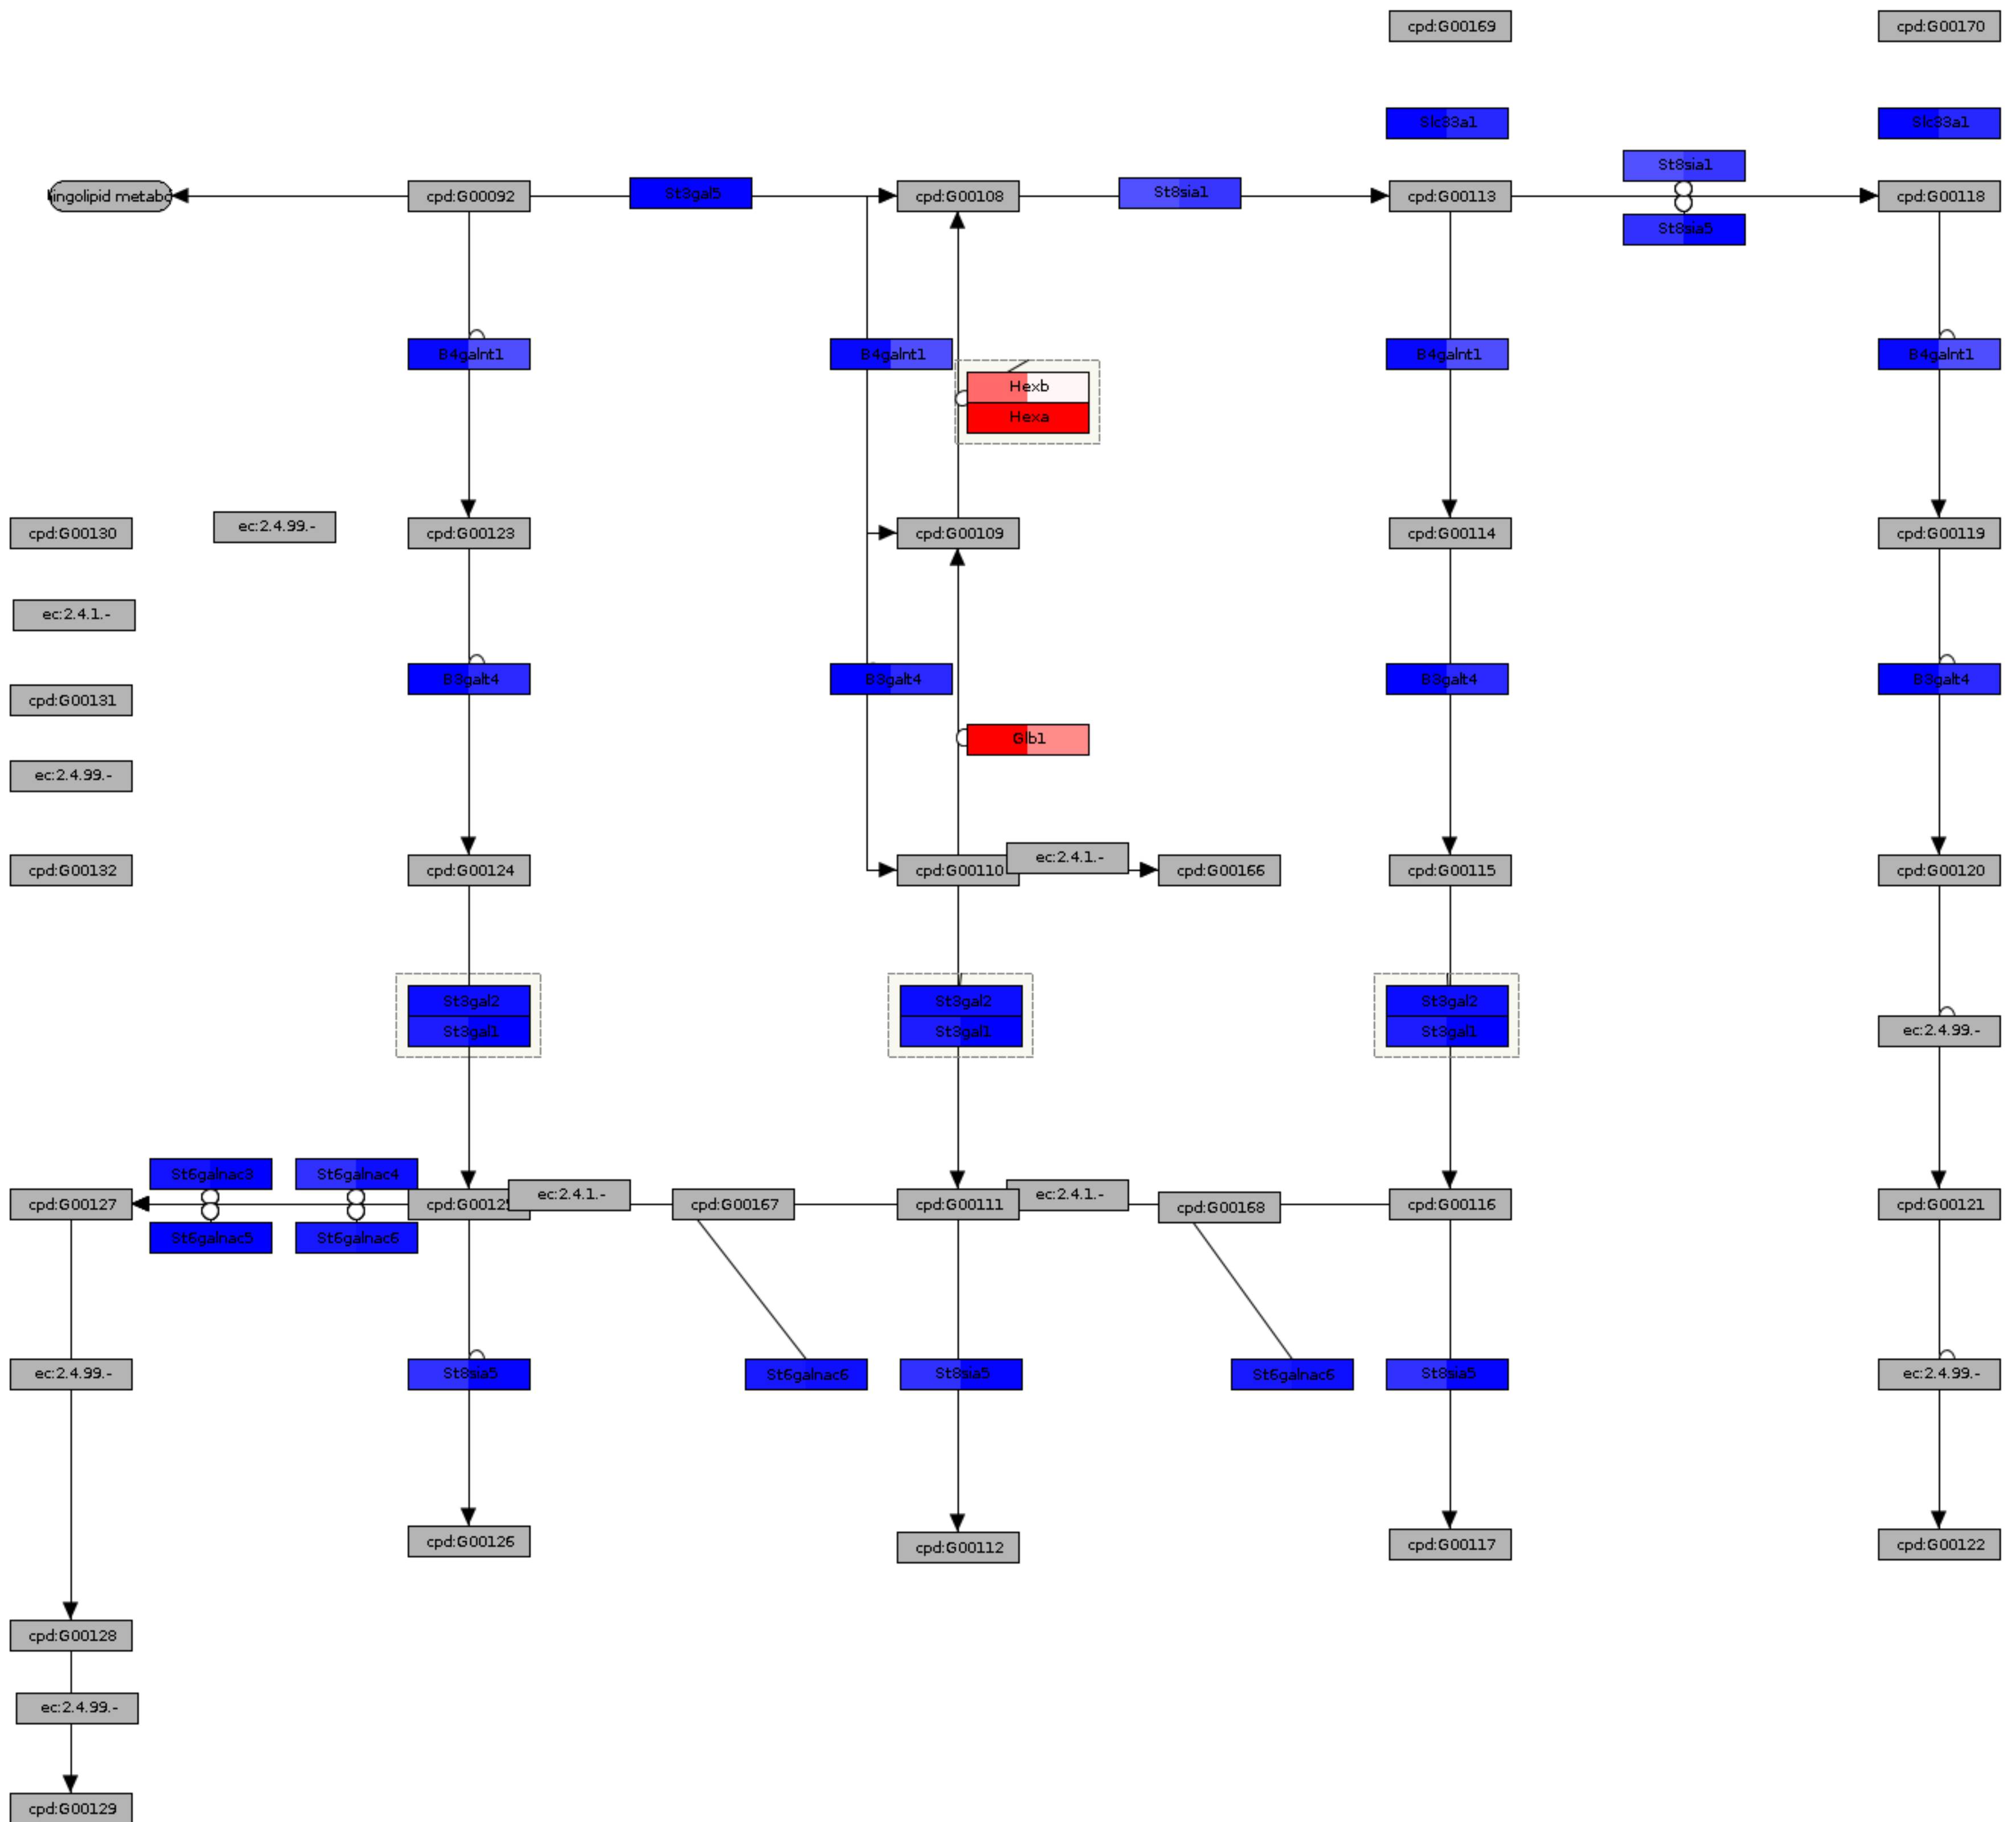 cpd:G00169
cpd:G00170
Slc33a1
Slc33a1
St8sia1
ingolipid metabo
cpd:G00092
St3gal5
cpd:G00108
St8sia1
cpd:G00113
cpd:G00118
St8sia5
B4galnt1
B4galnt1
B4galnt1
B4galnt1
Hexb
Hexa
cpd:G00130
ec:2.4.99.-
cpd:G00123
cpd:G00109
cpd:G00114
cpd:G00119
ec:2.4.1.-
B3galt4
B3galt4
B3galt4
B3galt4
cpd:G00131
Glb1
ec:2.4.99.-
cpd:G00132
cpd:G00124
cpd:G00110
ec:2.4.1.-
cpd:G00166
cpd:G00115
cpd:G00120
St3gal2
St3gal2
St3gal2
St3gal1
St3gal1
St3gal1
ec:2.4.99.-
St6galnac3
St6galnac4
cpd:G00127
cpd:G00125
ec:2.4.1.-
cpd:G00167
cpd:G00111
ec:2.4.1.-
cpd:G00168
cpd:G00116
cpd:G00121
St6galnac5
St6galnac6
ec:2.4.99.-
St8sia5
St6galnac6
St8sia5
St6galnac6
St8sia5
ec:2.4.99.-
cpd:G00126
cpd:G00112
cpd:G00117
cpd:G00122
cpd:G00128
ec:2.4.99.-
cpd:G00129